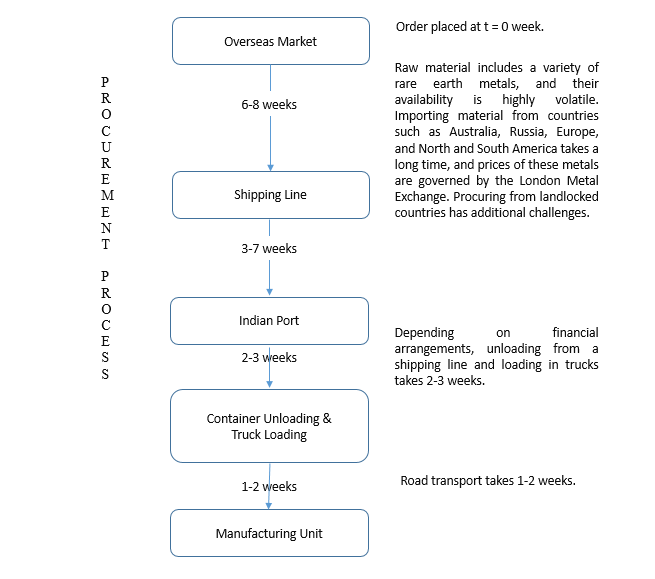 Overseas Market
Order placed at t = 0 week.
6-8 weeks
Raw material includes a variety of
rare earth metals, and their
availability is highly volatile.
Importing material from countries
such as Australia, Russia, Europe,
and North and South America takes a
long time, and prices of these metals
are governed by the London Metal
Exchange. Procuring from landlocked
countries has additional challenges.
PROCUREMENT PROCESS
Shipping Line
3-7 weeks
Indian Port
2-3 weeks
Depending on financial
arrangements, unloading from a
shipping line and loading in trucks
takes 2-3 weeks.
Container Unloading &
Truck Loading
1-2 weeks
Road transport takes 1-2 weeks.
Manufacturing Unit